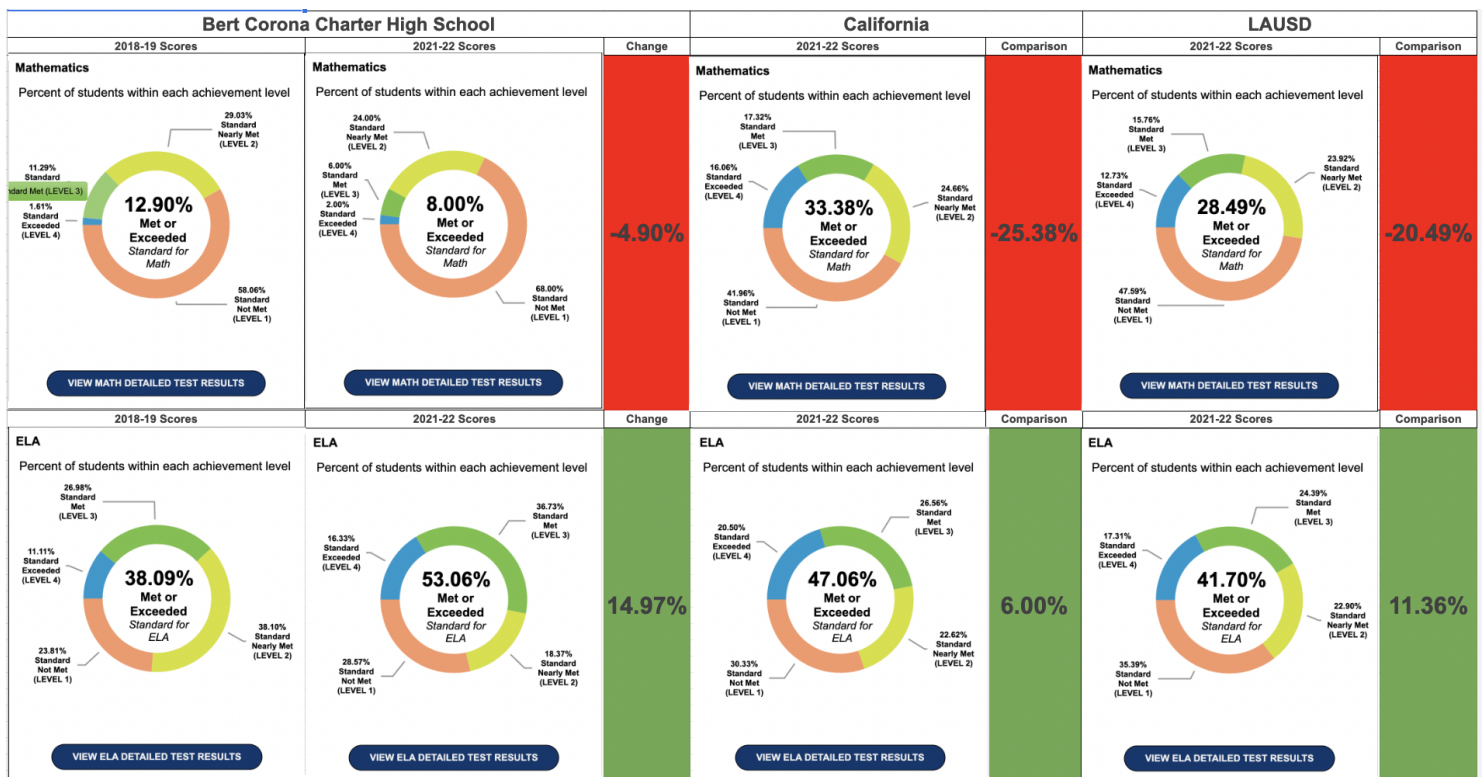 Bert Corona Charter High School
California
LAUSD
2018-19 Scores
2021-22 Scores
Change
2021-22 Scores
Comparison
2021-22 Scores
Comparison
Mathematics
Percent of students within each achievement level
29.03%
Standard
Nearly Met
(LEVEL 2)
11.29%
Standard
ndard Met (LEVEL 3)
1.61%
Standard
Exceeded
(LEVEL 4)
12.90%
Met or
Exceeded
Standard for
Math
58.06%
Standard
Not Met
(LEVEL 1)
VIEW MATH DETAILED TEST RESULTS
Mathematics
Percent of students within each achievement level
24.00%
Standard
Nearly Met
(LEVEL 2)
6.00%
Standard
Met
(LEVEL 3)
2.00%
Standard
Exceeded
(LEVEL 4)
8.00%
Met or
Exceeded
Standard for
Math
68.00%
Standard
Not Met
(LEVEL 1)
VIEW MATH DETAILED TEST RESULTS
-4.90%
Mathematics
Percent of students within each achievement level
17.32%
Standard
Met
(LEVEL 3)
16.06%
Standard
Exceeded
(LEVEL 4)
33.38%
Met or
Exceeded
Standard for
Math
24.66%
Standard
Nearly Met
(LEVEL 2)
41.96%
Standard
Not Met
(LEVEL 1)
VIEW MATH DETAILED TEST RESULTS
-25.38%
Mathematics
Percent of students within each achievement level
15.76%
Standard
Met
(LEVEL 3)
23.92%
Standard
Nearly Met
(LEVEL 2)
12.73%
Standard
Exceeded
(LEVEL 4)
28.49%
Met or
Exceeded
Standard for
Math
47.59%
Standard
Not Met
(LEVEL 1)
VIEW MATH DETAILED TEST RESULTS
-20.49%
2018-19 Scores
2021-22 Scores
Change
2021-22 Scores
Comparison
2021-22 Scores
Comparison
ELA
Percent of students within each achievement level
26.98%
Standard
Met
(LEVEL 3)
11.11%
Standard
Exceeded
(LEVEL 4)
38.09%
Met or
Exceeded
Standard for
ELA
38.10%
Standard
Nearly Met
(LEVEL 2)
23.81%
Standard
Not Met
(LEVEL 1)
VIEW ELA DETAILED TEST RESULTS
ELA
Percent of students within each achievement level
36.73%
Standard
Met
(LEVEL 3)
16.33%
Standard
Exceeded
(LEVEL 4)
53.06%
Met or
Exceeded
Standard for
ELA
28.57%
Standard
Not Met
(LEVEL 1)
18.37%
Standard
Nearly Met
(LEVEL 2)
VIEW ELA DETAILED TEST RESULTS
14.97%
ELA
Percent of students within each achievement level
26.56%
Standard
Met
(LEVEL 3)
20.50%
Standard
Exceeded
(LEVEL 4)
47.06%
Met or
Exceeded
Standard for
ELA
22.62%
Standard
Nearly Met
(LEVEL 2)
30.33%
Standard
Not Met
(LEVEL 1)
VIEW ELA DETAILED TEST RESULTS
6.00%
ELA
Percent of students within each achievement level
24.39%
Standard
Met
(LEVEL 3)
17.31%
Standard
Exceeded
(LEVEL 4)
41.70%
Met or
Exceeded
Standard for
ELA
22.90%
Standard
Nearly Met
(LEVEL 2)
35.39%
Standard
Not Met
(LEVEL 1)
VIEW ELA DETAILED TEST RESULTS
11.36%